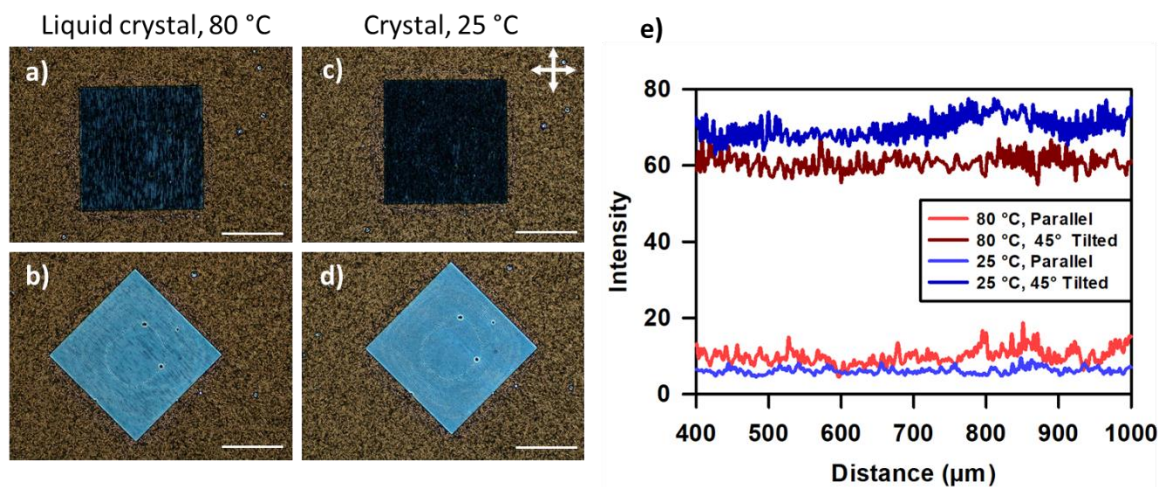 Liquid crystal, 80 °C
Crystal, 25 °C
a)
c)
b)
d)
e)
80
60
40
20
0
Intensity
80 °C, Parallel
80 °C, 45° Tilted
25 °C, Parallel
25 °C, 45° Tilted
400 500 600 700 800 900 1000
Distance (µm)